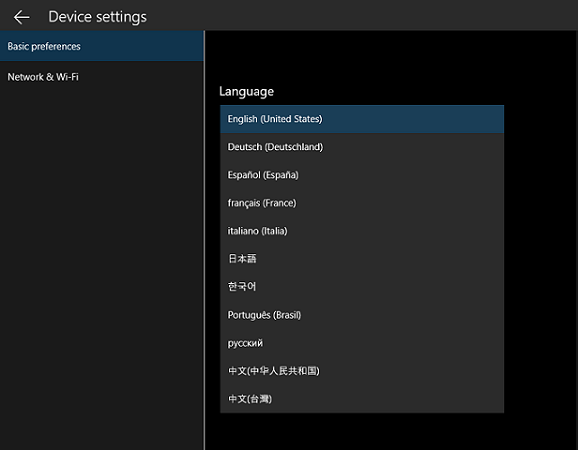 Device settings
Basic preferences
Network & Wi-Fi
Language
English (United States)
Deutsch (Deutschland)
Español (España)
français (France)
italiano (Italia)
日本語
한국어
Português (Brasil)
русский
中文(中华人民共和国)
中文(台灣)